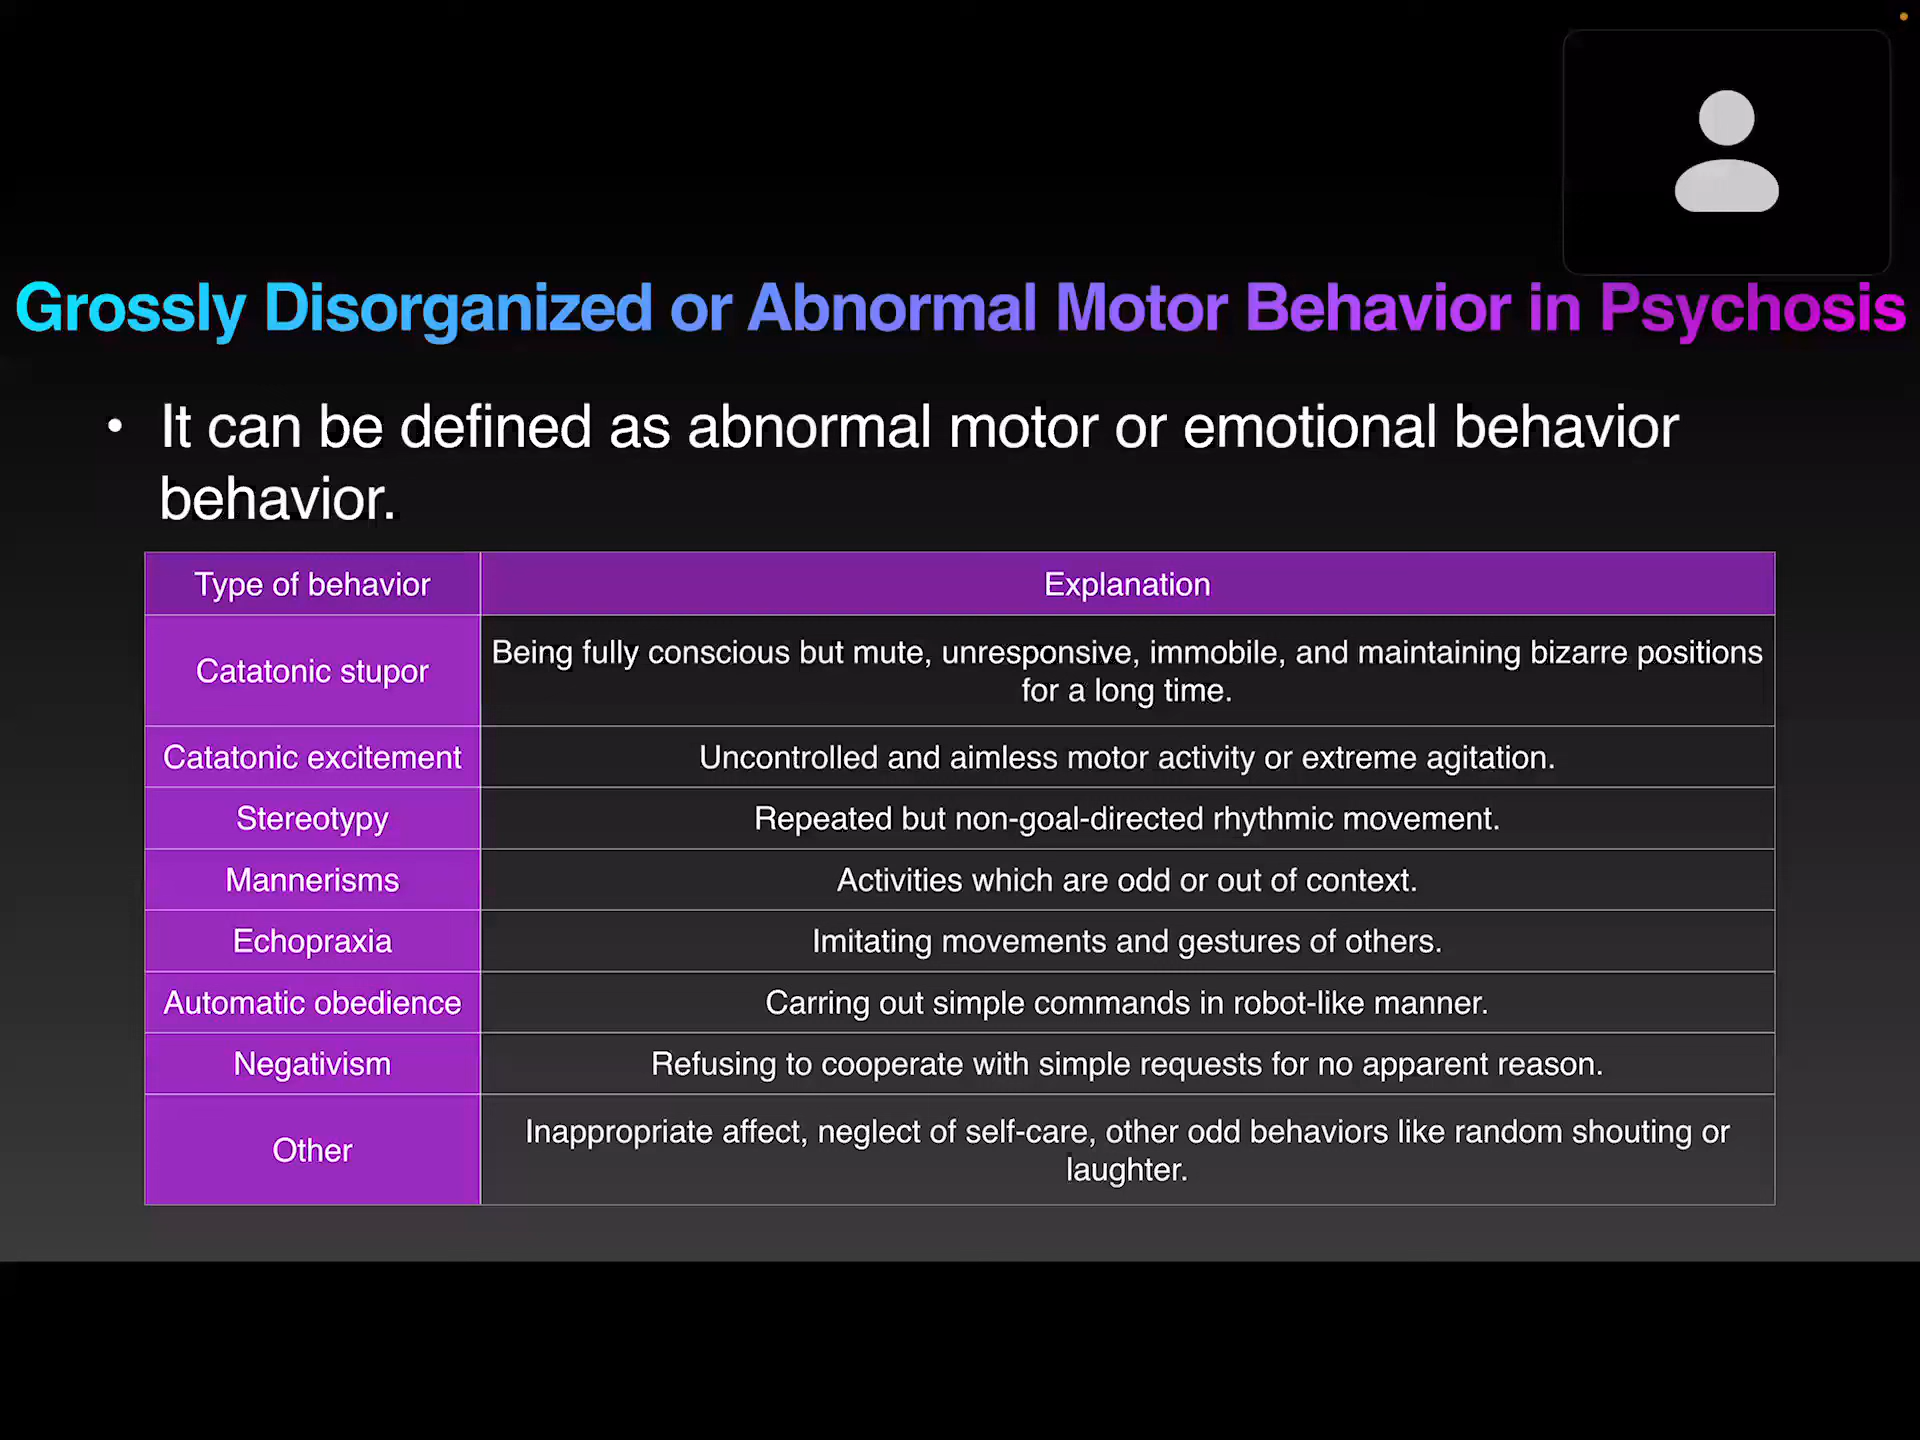 Grossly Disorganized or Abnormal Motor Behavior in Psychosis
• It can be defined as abnormal motor or emotional behavior
behavior.
Type of behavior
Explanation
Catatonic stupor
Being fully conscious but mute, unresponsive, immobile, and maintaining bizarre positions
for a long time.
Catatonic excitement
Uncontrolled and aimless motor activity or extreme agitation.
Stereotypy
Repeated but non-goal-directed rhythmic movement.
Mannerisms
Activities which are odd or out of context.
Echopraxia
Imitating movements and gestures of others.
Automatic obedience
Carring out simple commands in robot-like manner.
Negativism
Refusing to cooperate with simple requests for no apparent reason.
Other
Inappropriate affect, neglect of self-care, other odd behaviors like random shouting or
laughter.